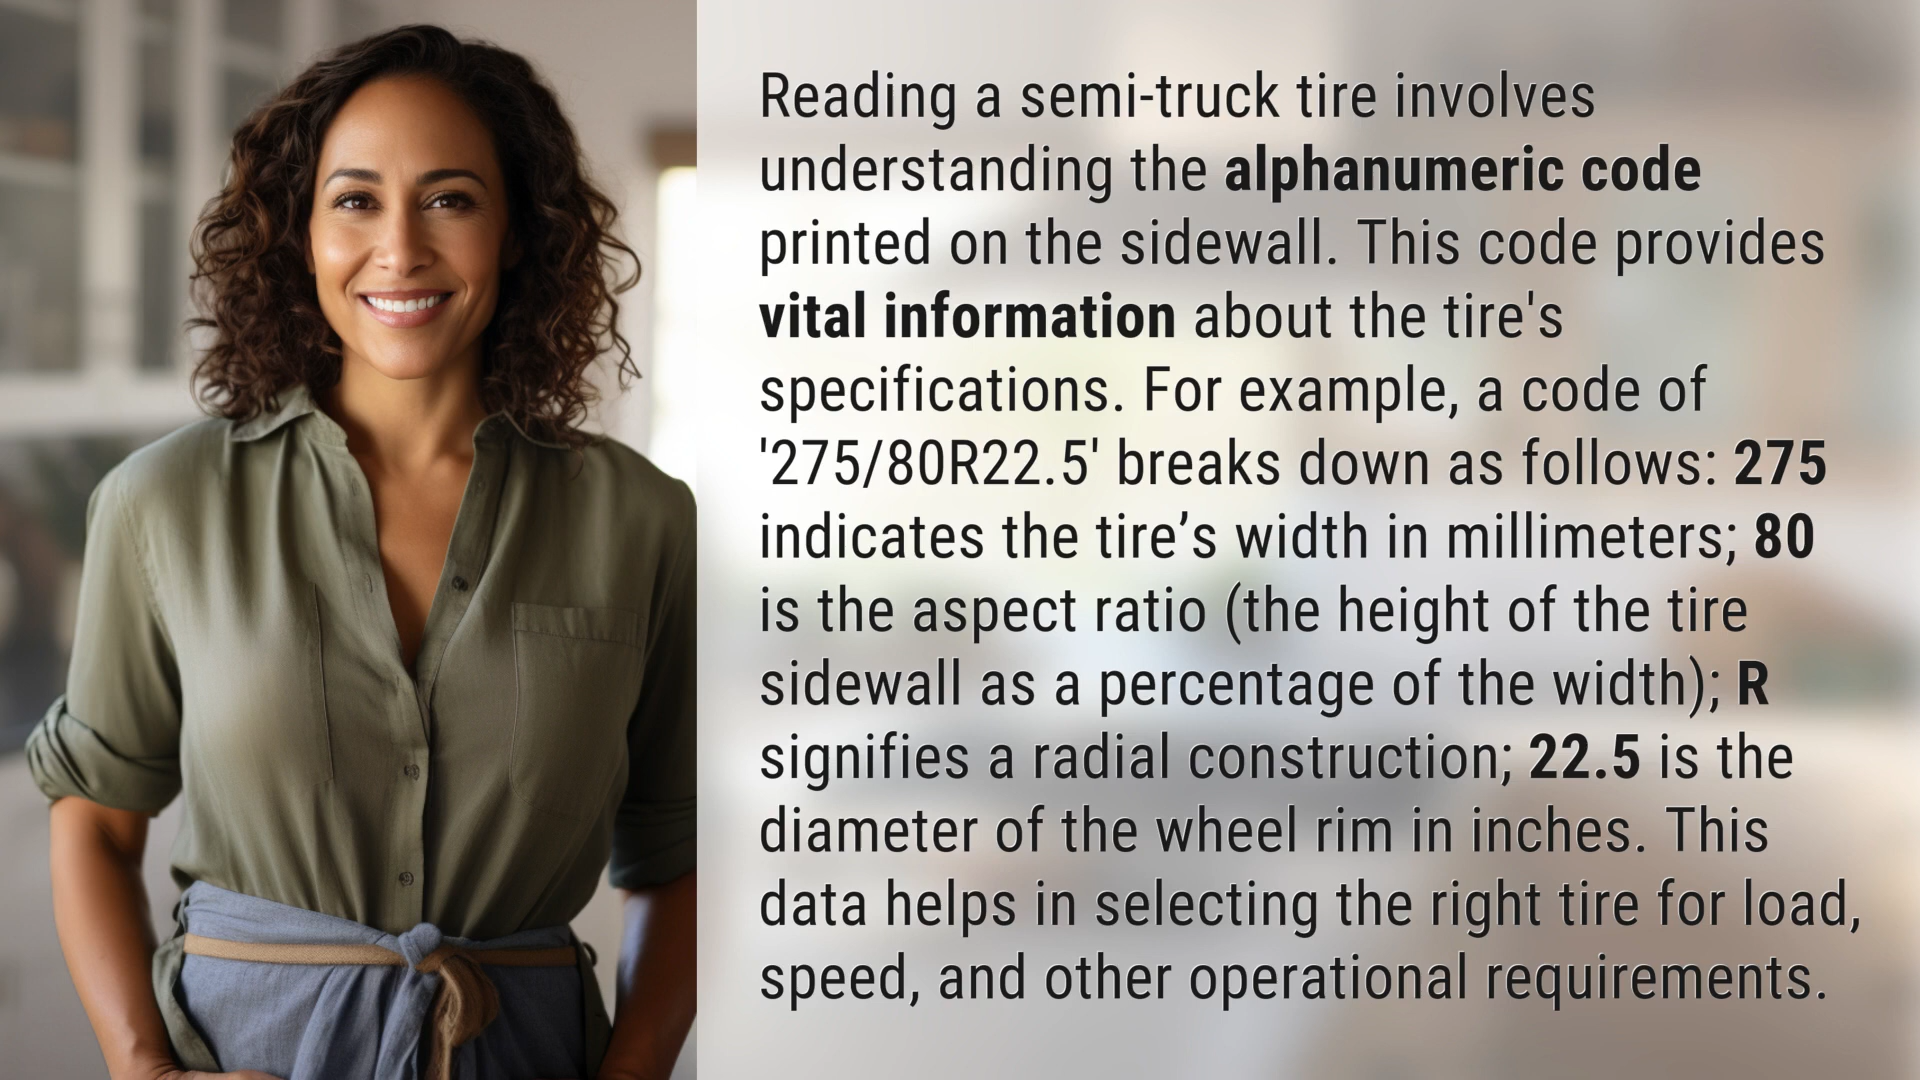 Reading a semi-truck tire involves
understanding the alphanumeric code
printed on the sidewall. This code provides
vital information about the tire's
specifications. For example, a code of
'275/80R22.5' breaks down as follows: 275
indicates the tire’s width in millimeters; 80
is the aspect ratio (the height of the tire
sidewall as a percentage of the width); R
signifies a radial construction; 22.5 is the
diameter of the wheel rim in inches. This
data helps in selecting the right tire for load,
speed, and other operational requirements.